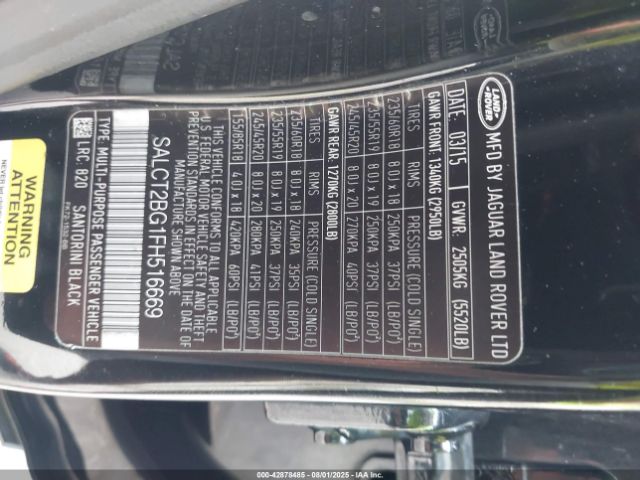 LAND
ROVER
MFD BY JAGUAR LAND ROVER LTD
DATE: 03/15 GVWR 2505KG (5520LB)
GAWR FRONT: 1340KG (2950LB)
TIRES RIMS PRESSURE (COLD SINGLE)
235/60R18 8.0J x 18 250KPA 37PSI (LB/PO²)
235/55R19 8.0J x 19 250KPA 37PSI (LB/PO²)
245/45R20 8.0J x 20 270KPA 40PSI (LB/PO²)
GAWR REAR: 1270KG (2800LB)
TIRES RIMS PRESSURE (COLD SINGLE)
235/60R18 8.0J x 18 240KPA 35PSI (LB/PO²)
235/55R19 8.0J x 19 250KPA 37PSI (LB/PO²)
245/45R20 8.0J x 20 280KPA 41PSI (LB/PO²)
155/85R18 4.0J x 18 420KPA 60PSI (LB/PO²)
THIS VEHICLE CONFORMS TO ALL APPLICABLE
U S FEDERAL MOTOR VEHICLE SAFETY AND THEFT
PREVENTION STANDARDS IN EFFECT ON THE DATE OF
MANUFACTURE SHOWN ABOVE
SALCT2BG1FH516669
TYPE: MULTI-PURPOSE PASSENGER VEHICLE
LRC 820 SANTORINI BLACK
WARNING
NEVER
000-42878485 - 08/01/2025 - IAAI.COM